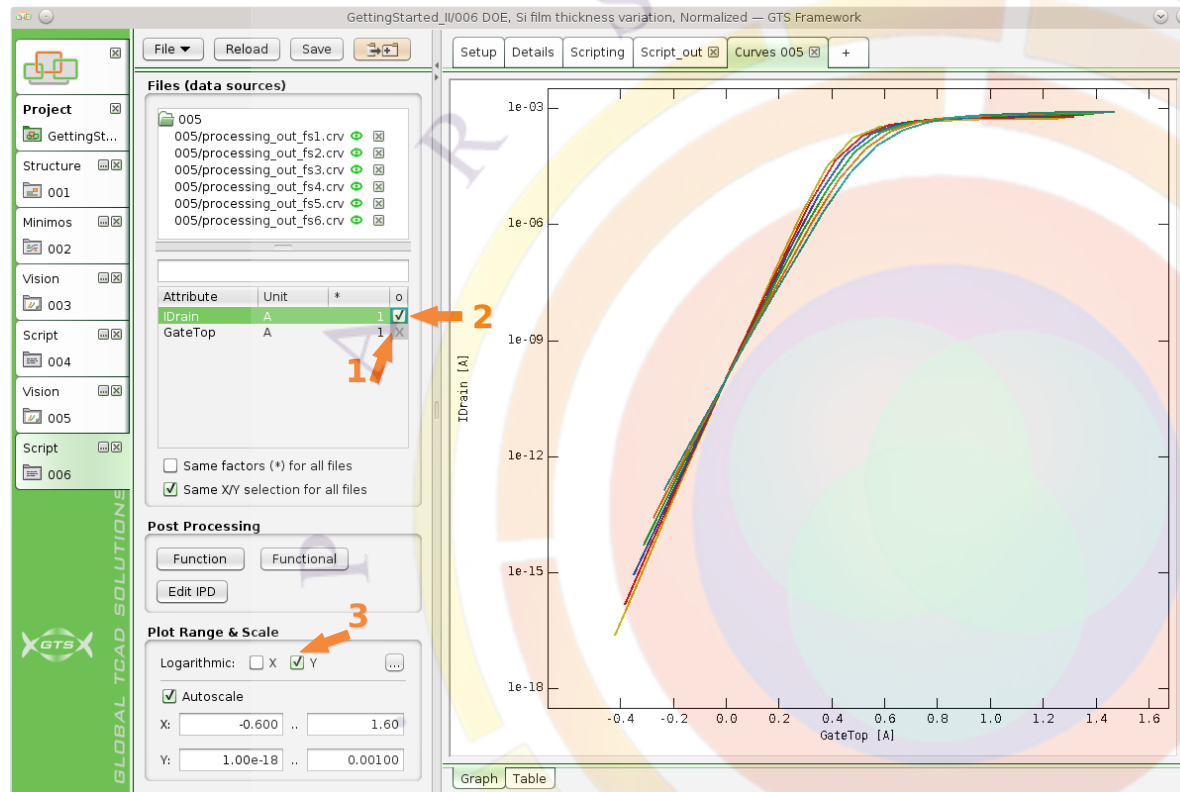 GettingStarted_II/006 DOE, Si film thickness variation, Normalized — GTS Framework
File
Reload
Save
Setup
Details
Scripting
Script_out
Curves 005
+
Project
GettingSt...
Structure
001
Minimos
002
Vision
003
Script
004
Vision
005
Script
006
GLOBAL TCAD SOLUTIONS
GTS
Files (data sources)
005
005/processing_out_fs1.crv
005/processing_out_fs2.crv
005/processing_out_fs3.crv
005/processing_out_fs4.crv
005/processing_out_fs5.crv
005/processing_out_fs6.crv
Attribute Unit * o
IDrain A 1
GateTop A 1 X
2
1
Same factors (*) for all files
Same X/Y selection for all files
Post Processing
Function
Functional
Edit IPD
3
Plot Range & Scale
Logarithmic: X Y ...
Autoscale
X: -0.600 .. 1.60
Y: 1.00e-18 .. 0.00100
1e-03
1e-06
1e-09
1e-12
1e-15
1e-18
IDrain [A]
-0.4 -0.2 0.0 0.2 0.4 0.6 0.8 1.0 1.2 1.4 1.6
GateTop [A]
Graph
Table
P A R S